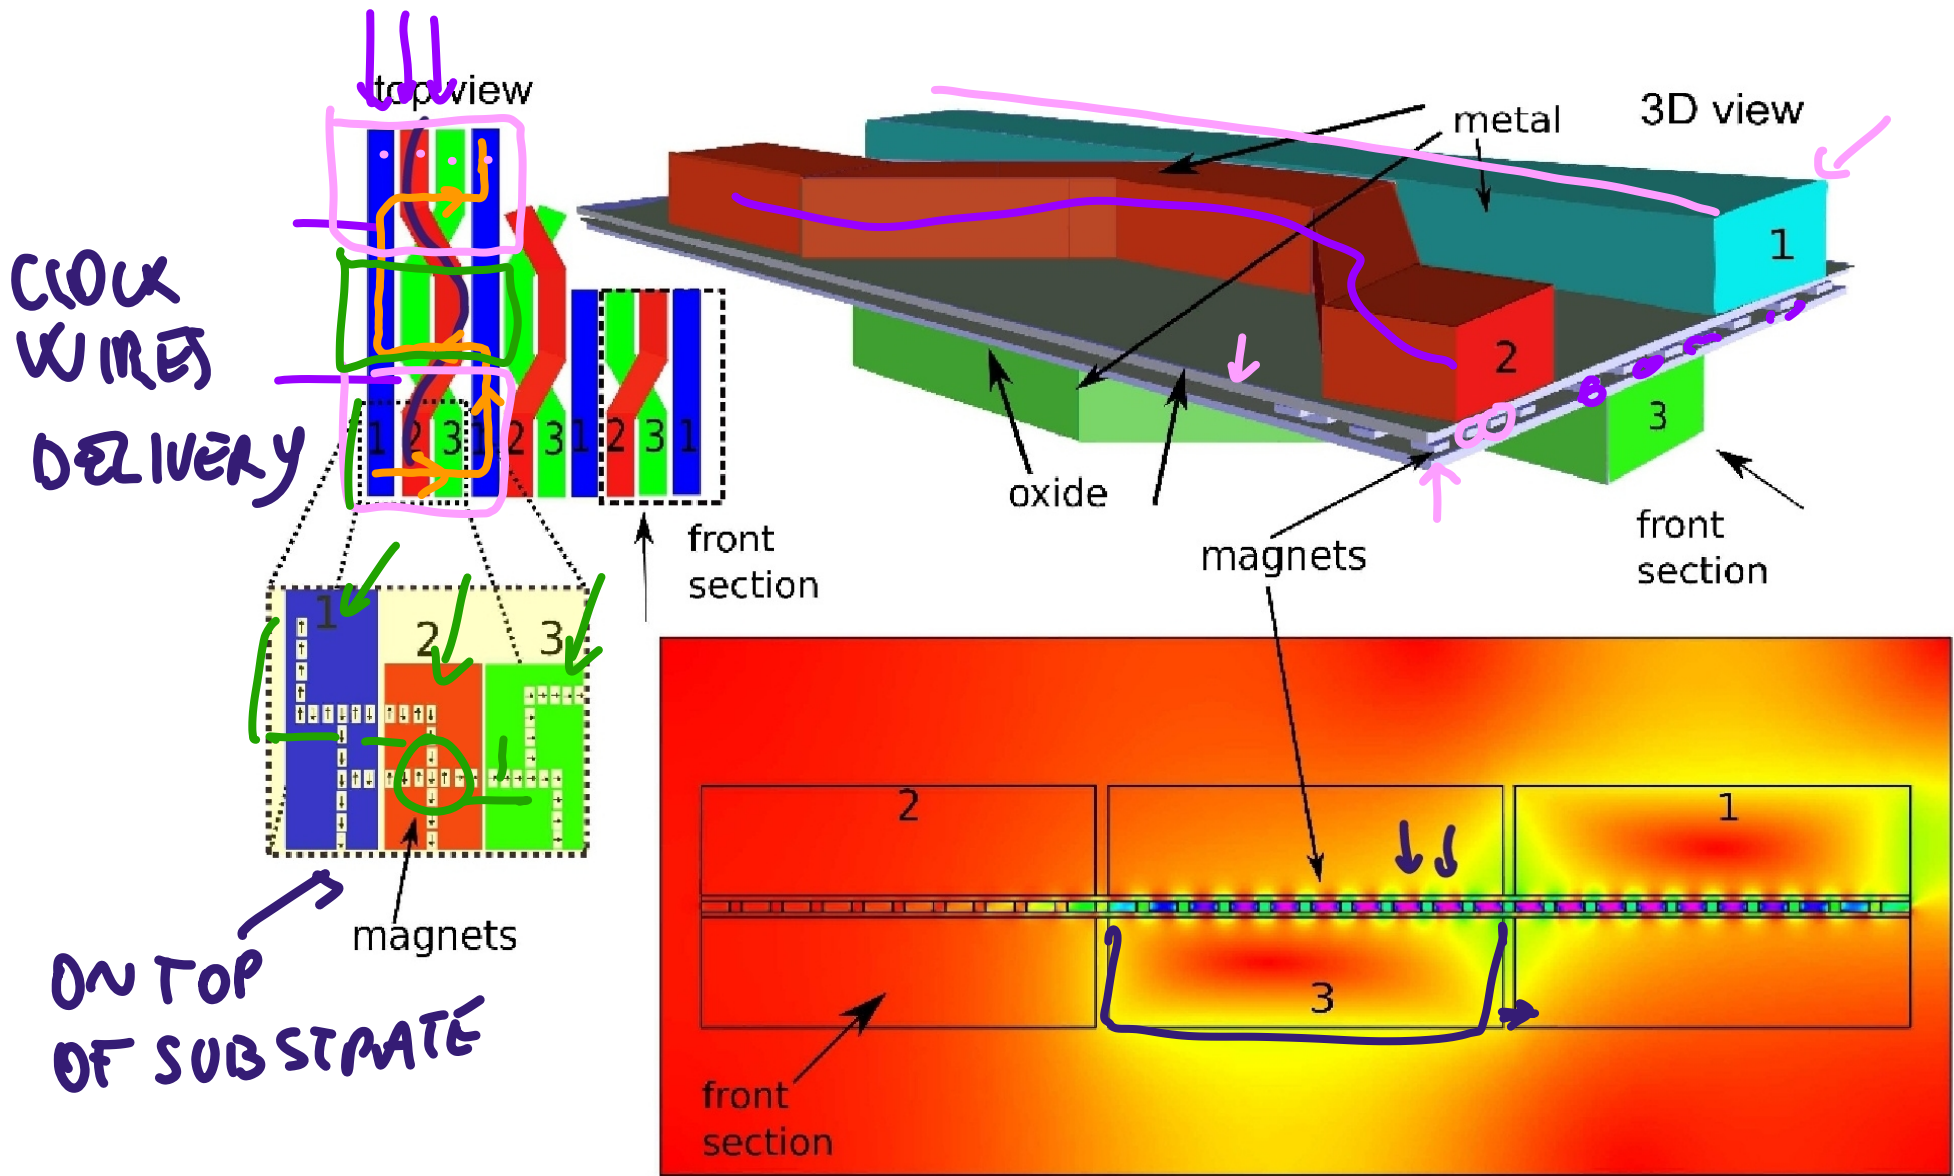 top view
metal
3D view
CLOCK
WIRES
DELIVERY
1 2 3 1 2 3 1 2 3 1
1
2
3
oxide
magnets
front
section
front
section
1
2
3
magnets
ON TOP
OF SUBSTRATE
2
1
3
front
section